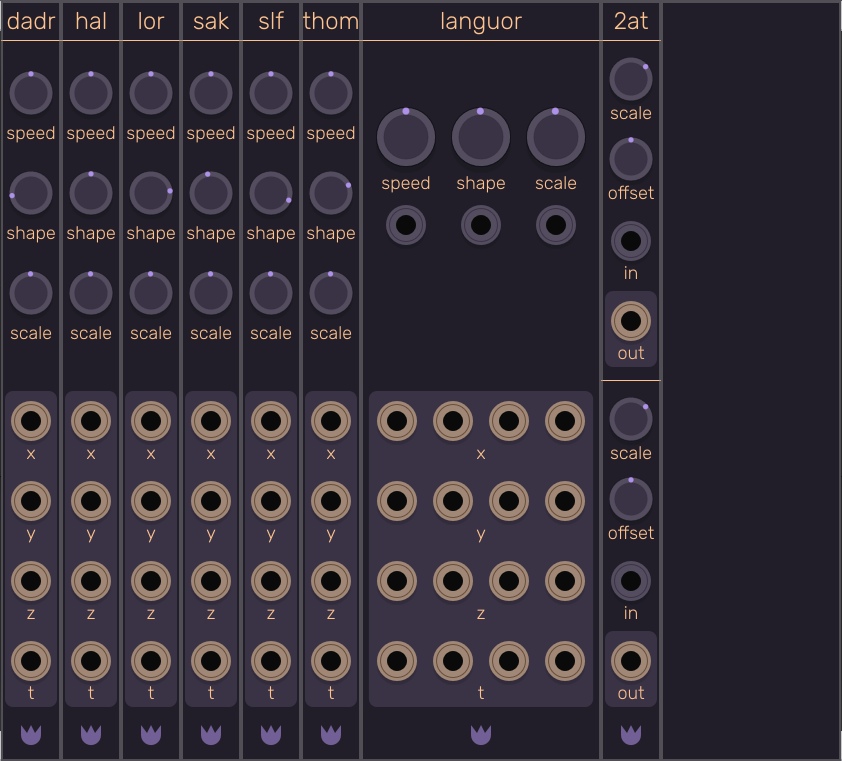 dadr hal lor sak slf thom languor 2at
scale
speed speed speed speed speed speed
speed shape scale
offset
shape shape shape shape shape shape
in
scale scale scale scale scale scale
out
x x x x x x x
scale
y y y y y y y
offset
z z z z z z z
in
t t t t t t t
out